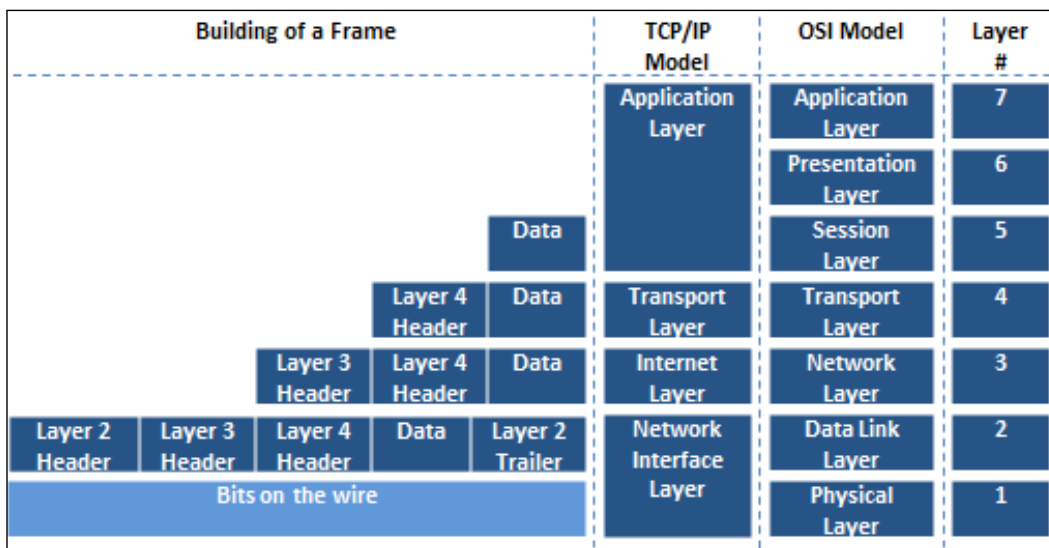 Building of a Frame
TCP/IP
Model
OSI Model
Layer
#
Application
Layer
Application
Layer
7
Presentation
Layer
6
Data
Session
Layer
5
Layer 4
Header
Data
Transport
Layer
Transport
Layer
4
Layer 3
Header
Layer 4
Header
Data
Internet
Layer
Network
Layer
3
Layer 2
Header
Layer 3
Header
Layer 4
Header
Data
Layer 2
Trailer
Network
Interface
Layer
Data Link
Layer
2
Bits on the wire
Physical
Layer
1